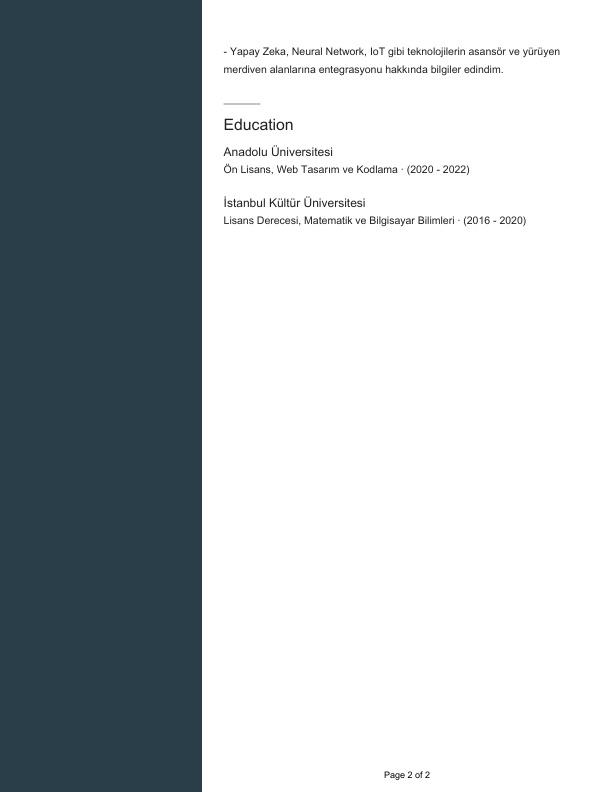 - Yapay Zeka, Neural Network, IoT gibi teknolojilerin asansör ve yürüyen
merdiven alanlarına entegrasyonu hakkında bilgiler edindim.
Education
Anadolu Üniversitesi
Ön Lisans, Web Tasarım ve Kodlama · (2020 - 2022)
İstanbul Kültür Üniversitesi
Lisans Derecesi, Matematik ve Bilgisayar Bilimleri · (2016 - 2020)
Page 2 of 2